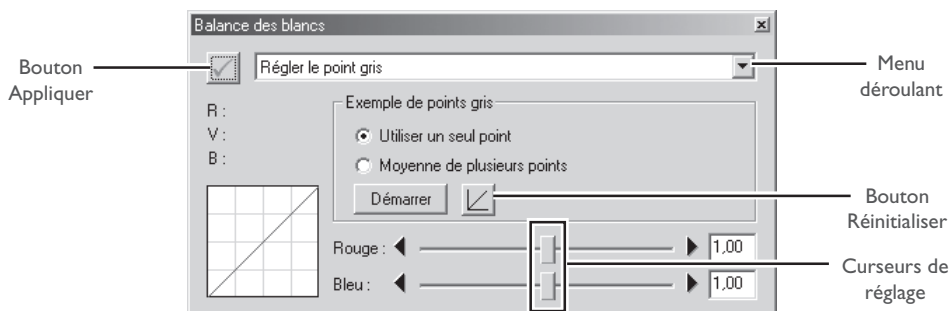 Balance des blancs
Bouton
Appliquer
Régler le point gris
Menu
déroulant
R :
V :
B :
Exemple de points gris
Utiliser un seul point
Moyenne de plusieurs points
Démarrer
Bouton
Réinitialiser
Rouge :
1,00
Bleu :
1,00
Curseurs de
réglage